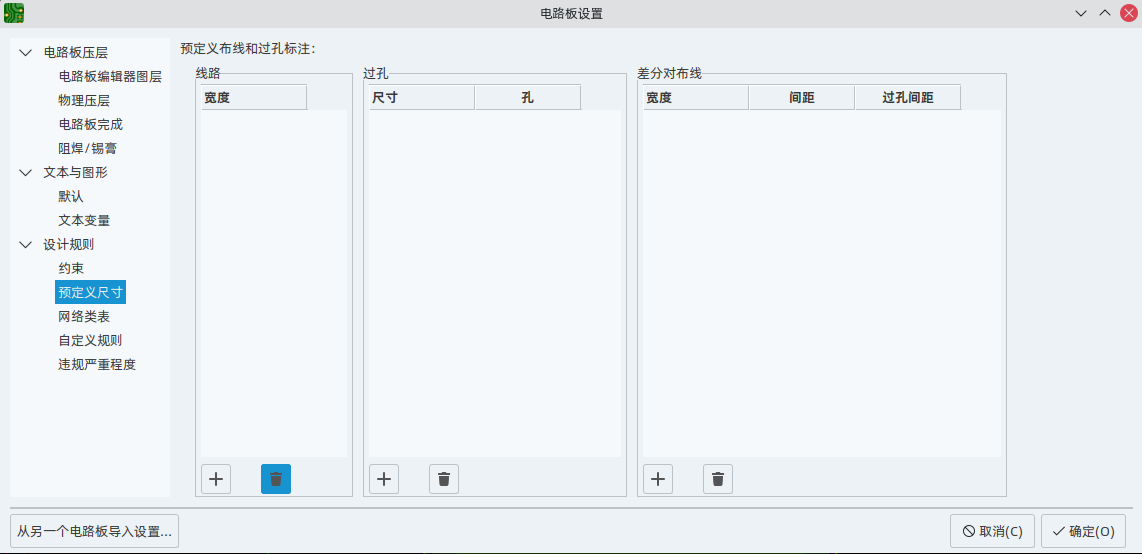 电路板设置
电路板压层
电路板编辑器图层
物理压层
电路板完成
阻焊/锡膏
文本与图形
默认
文本变量
设计规则
约束
预定义尺寸
网络类表
自定义规则
违规严重程度
预定义布线和过孔标注：
线路
宽度
过孔
尺寸 孔
差分对布线
宽度 间距 过孔间距
从另一个电路板导入设置...
取消(C)
确定(O)